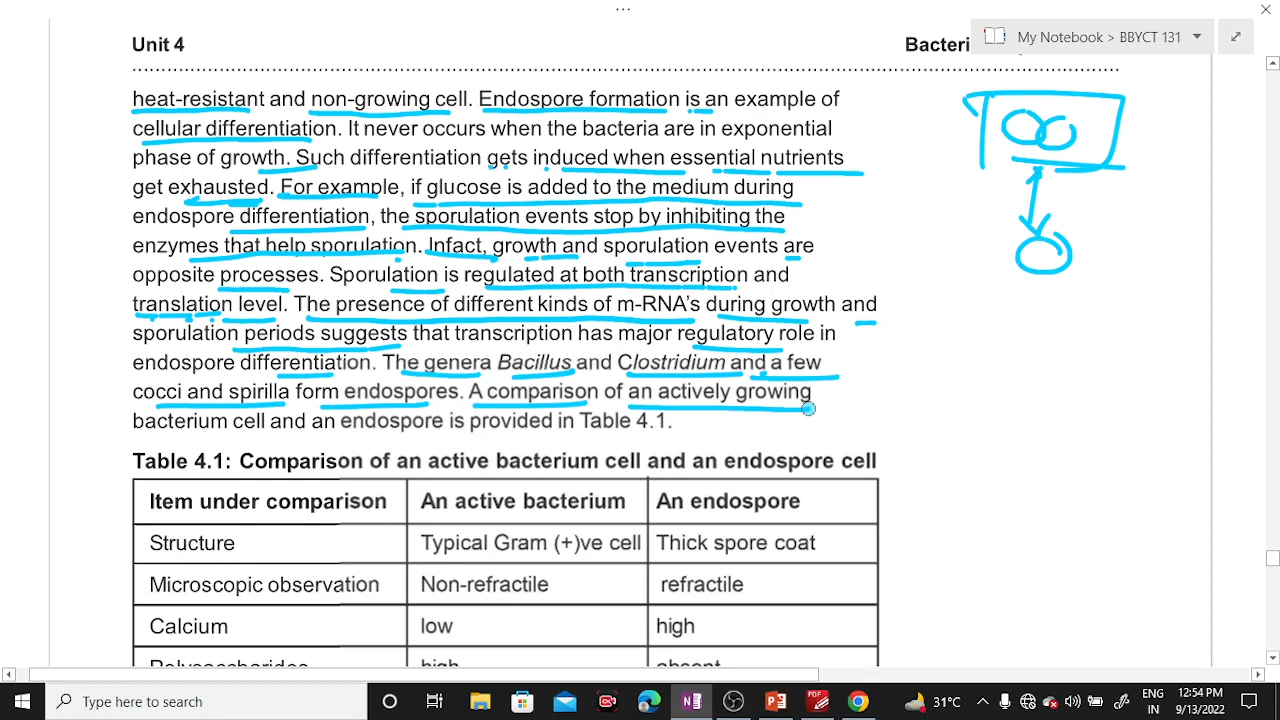 Unit 4
Bacteri
My Notebook > BBYCT 131
heat-resistant and non-growing cell. Endospore formation is an example of
cellular differentiation. It never occurs when the bacteria are in exponential
phase of growth. Such differentiation gets induced when essential nutrients
get exhausted. For example, if glucose is added to the medium during
endospore differentiation, the sporulation events stop by inhibiting the
enzymes that help sporulation. Infact, growth and sporulation events are
opposite processes. Sporulation is regulated at both transcription and
translation level. The presence of different kinds of m-RNA's during growth and
sporulation periods suggests that transcription has major regulatory role in
endospore differentiation. The genera Bacillus and Clostridium and a few
cocci and spirilla form endospores. A comparison of an actively growing
bacterium cell and an endospore is provided in Table 4.1.
Table 4.1: Comparison of an active bacterium cell and an endospore cell
Item under comparison An active bacterium An endospore
Structure Typical Gram (+)ve cell Thick spore coat
Microscopic observation Non-refractile refractile
Calcium low high
Polysaccharides high absent
Type here to search
31°C
ENG
IN
12:54 PM
9/13/2022